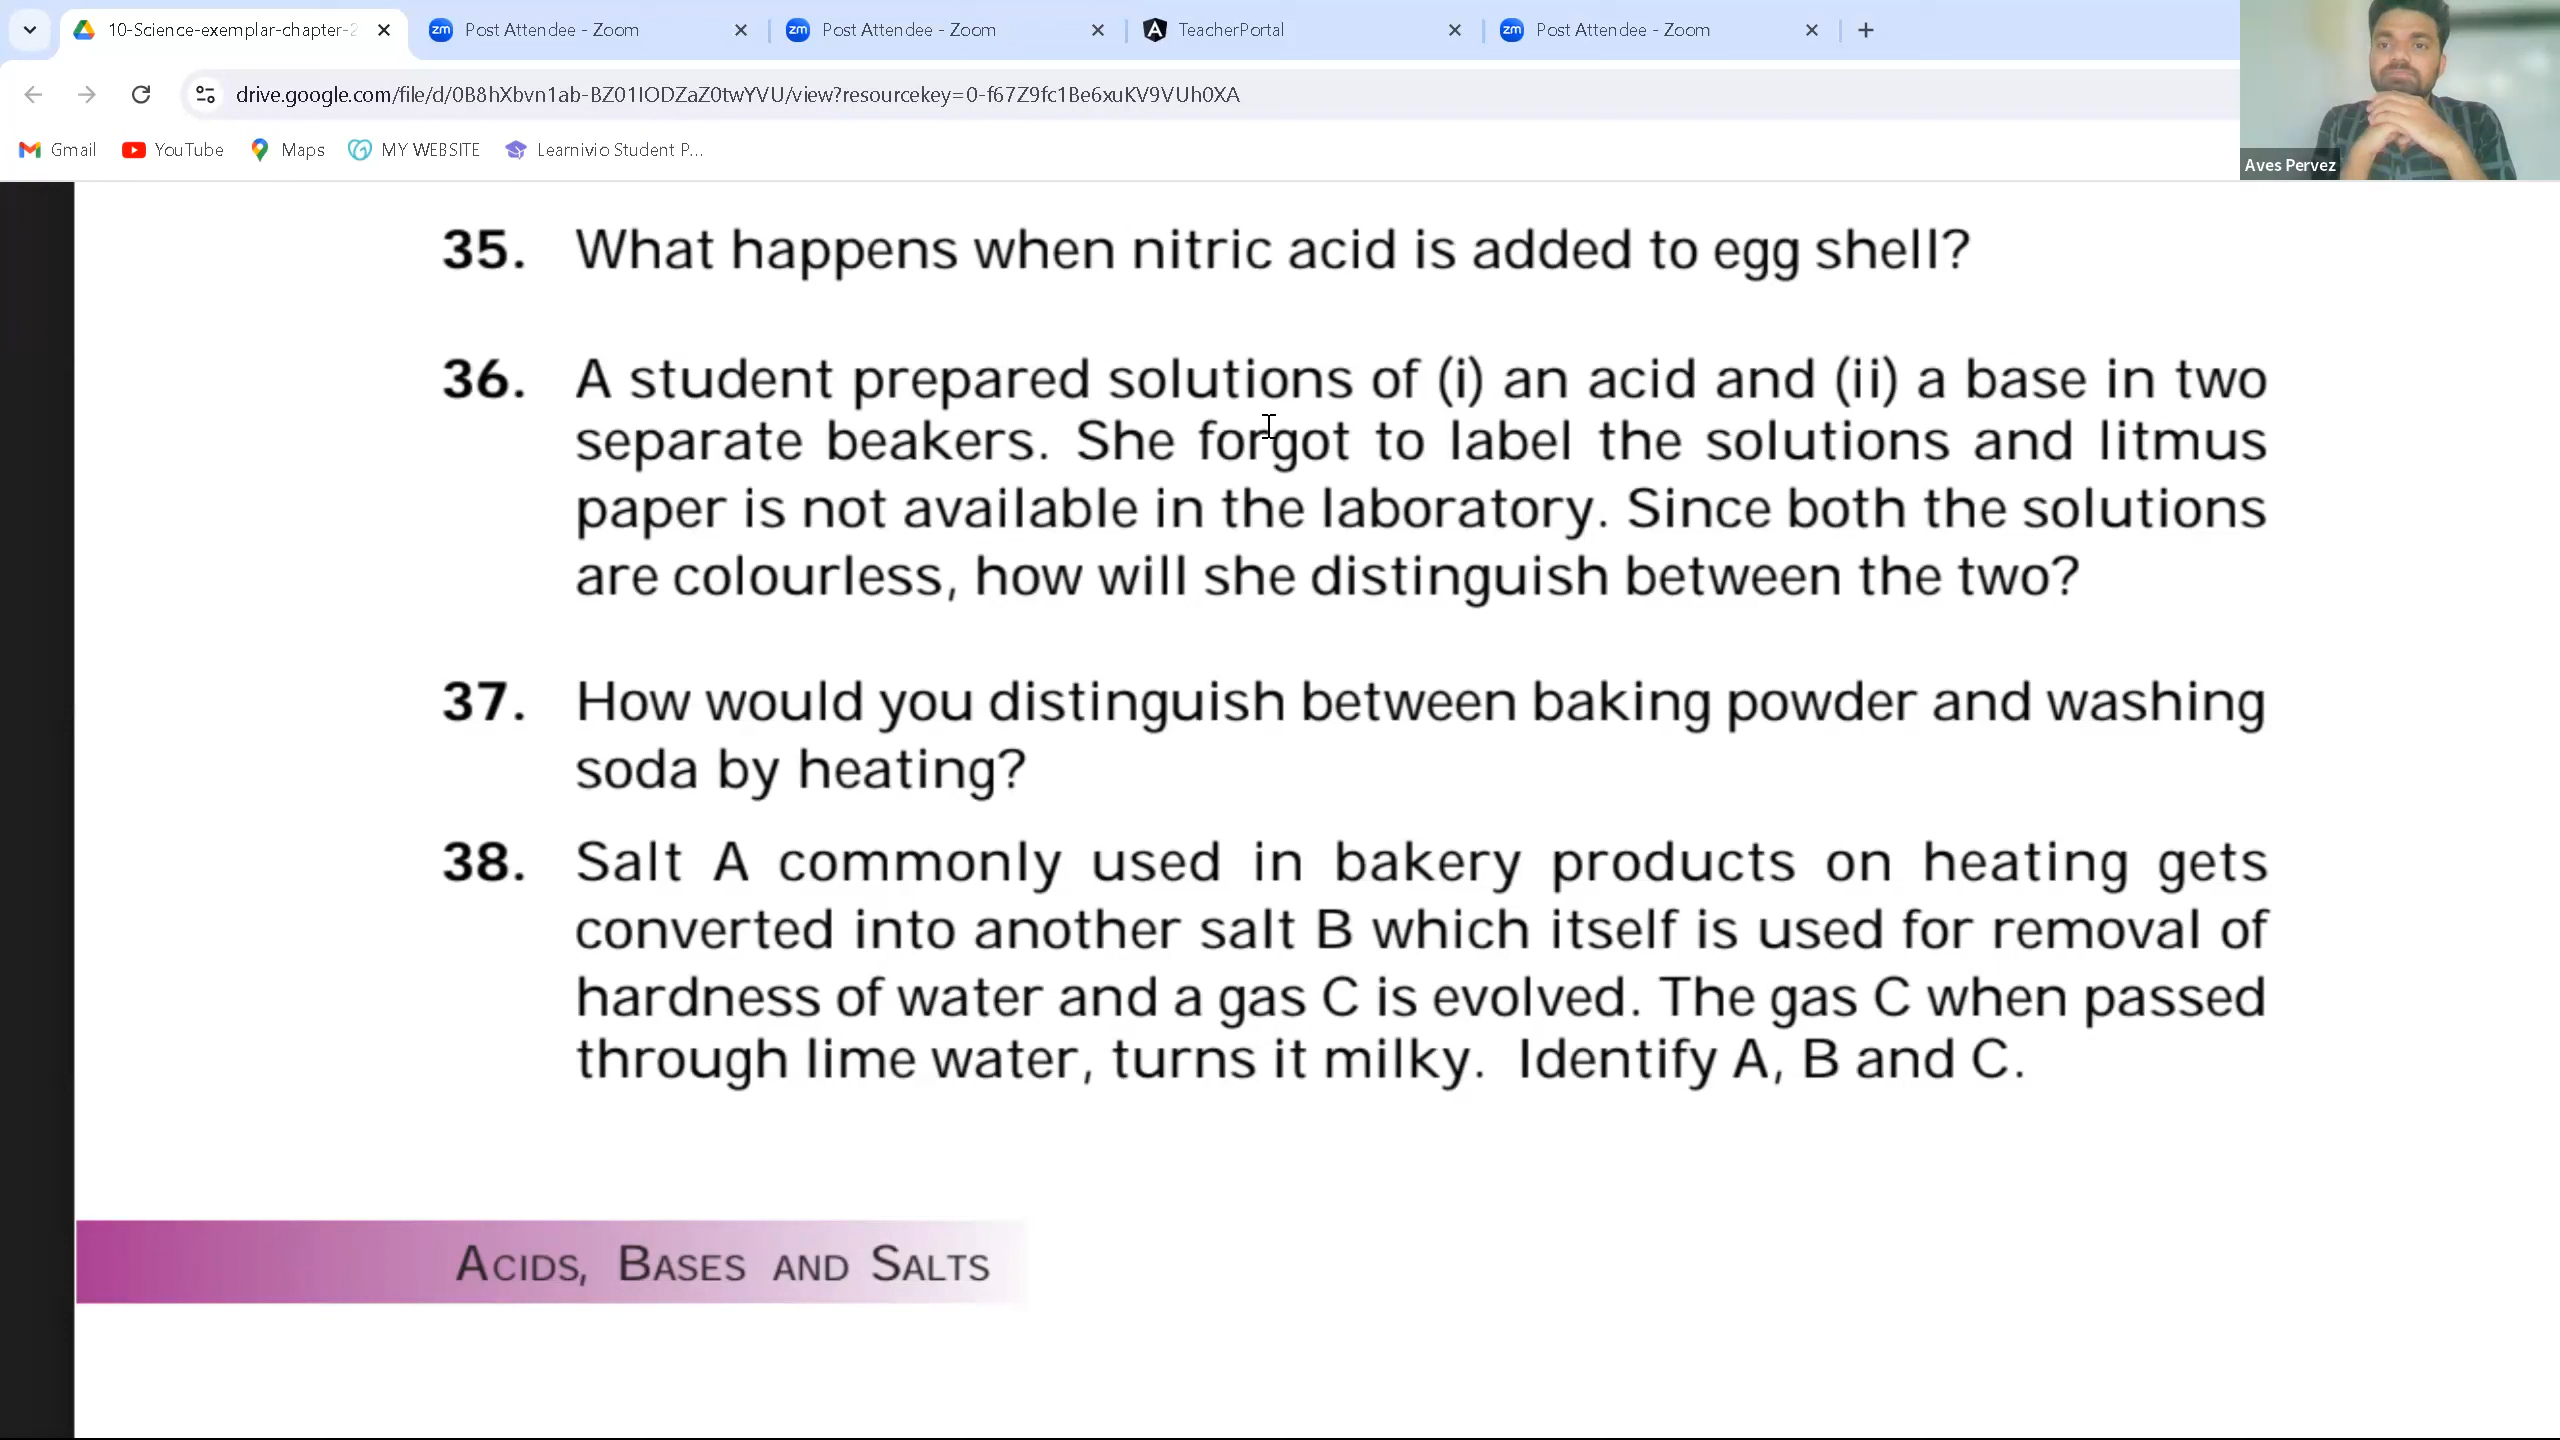 10-Science-exemplar-chapter-2
Post Attendee - Zoom
Post Attendee - Zoom
TeacherPortal
Post Attendee - Zoom
drive.google.com/file/d/0B8hXbvn1ab-BZ01IODZaZ0twYVU/view?resourcekey=0-f67Z9fc1Be6xuKV9VUh0XA
Gmail YouTube Maps MY WEBSITE Learnivio Student P...
Aves Pervez
35. What happens when nitric acid is added to egg shell?
36. A student prepared solutions of (i) an acid and (ii) a base in two
separate beakers. She forgot to label the solutions and litmus
paper is not available in the laboratory. Since both the solutions
are colourless, how will she distinguish between the two?
37. How would you distinguish between baking powder and washing
soda by heating?
38. Salt A commonly used in bakery products on heating gets
converted into another salt B which itself is used for removal of
hardness of water and a gas C is evolved. The gas C when passed
through lime water, turns it milky. Identify A, B and C.
ACIDS, BASES AND SALTS